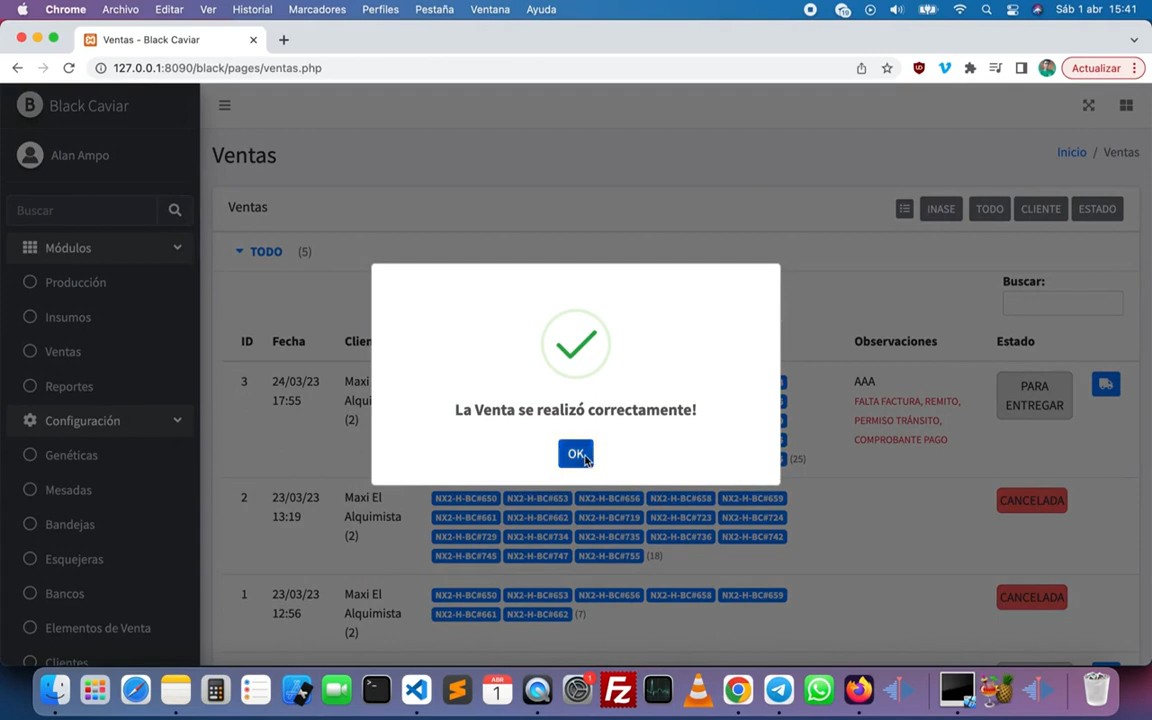 Chrome Archivo Editar Ver Historial Marcadores Perfiles Pestaña Ventana Ayuda Sáb 1 abr 15:41
Ventas - Black Caviar
127.0.0.1:8090/black/pages/ventas.php Actualizar
B Black Caviar
Alan Ampo
Ventas
Inicio / Ventas
Buscar
Ventas
INASE TODO CLIENTE ESTADO
Módulos
TODO (5)
Producción
Buscar:
Insumos
ID Fecha Clien Observaciones Estado
Ventas
Reportes
3 24/03/23 Maxi AAA PARA
17:55 Alqui FALTA FACTURA, REMITO, ENTREGAR
(2) PERMISO TRÁNSITO,
COMPROBANTE PAGO
(25)
La Venta se realizó correctamente!
OK
Configuración
Genéticas
Mesadas
Bandejas
Esquejeras
Bancos
Elementos de Venta
Clientes
2 23/03/23 Maxi El NX2-H-BC#650 NX2-H-BC#653 NX2-H-BC#656 NX2-H-BC#658 NX2-H-BC#659 CANCELADA
13:19 Alquimista NX2-H-BC#661 NX2-H-BC#662 NX2-H-BC#719 NX2-H-BC#723 NX2-H-BC#724
(2) NX2-H-BC#729 NX2-H-BC#734 NX2-H-BC#735 NX2-H-BC#736 NX2-H-BC#742
NX2-H-BC#745 NX2-H-BC#747 NX2-H-BC#755 (18)
1 23/03/23 Maxi El NX2-H-BC#650 NX2-H-BC#653 NX2-H-BC#656 NX2-H-BC#658 NX2-H-BC#659 CANCELADA
12:56 Alquimista NX2-H-BC#661 NX2-H-BC#662 (7)
(2)